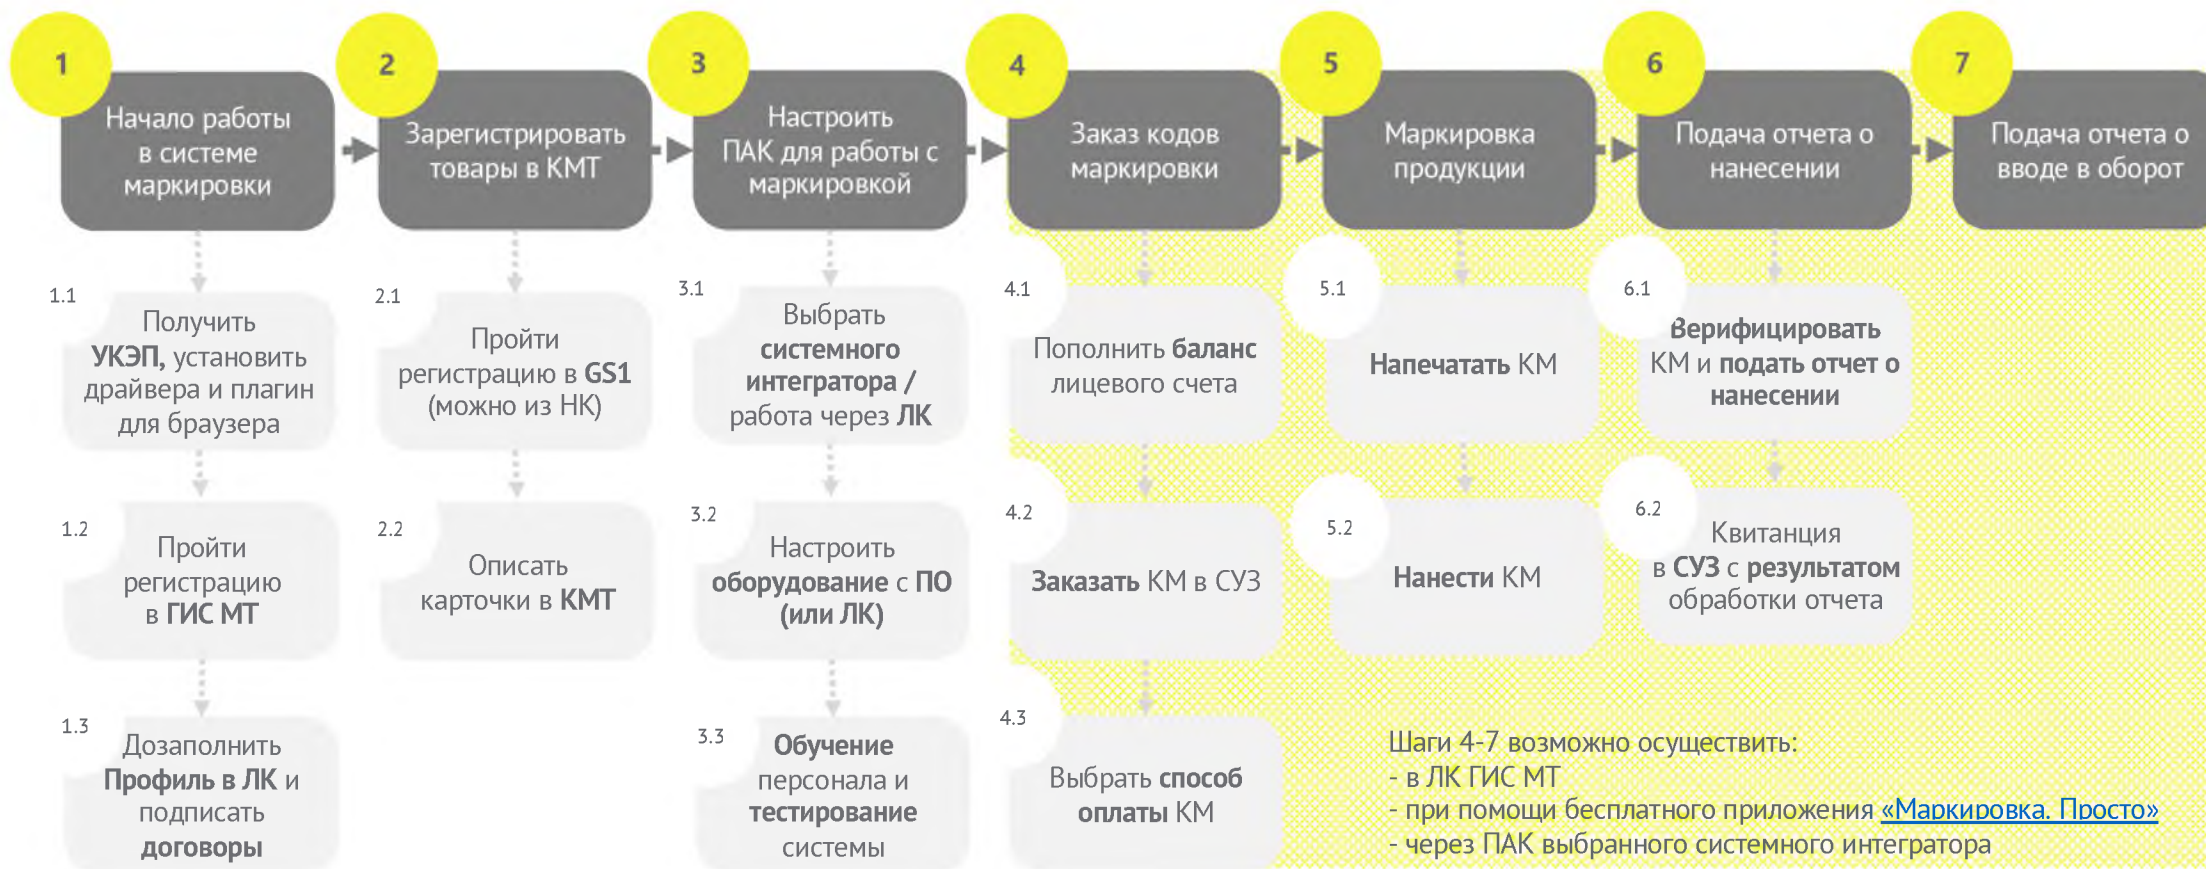 1
Начало работы
в системе
маркировки
2
Зарегистрировать
товары в КМТ
3
Настроить
ПАК для работы с
маркировкой
4
Заказ кодов
маркировки
5
Маркировка
продукции
6
Подача отчета о
нанесении
7
Подача отчета о
вводе в оборот
1.1
Получить
УКЭП, установить
драйвера и плагин
для браузера
1.2
Пройти
регистрацию
в ГИС МТ
1.3
Дозаполнить
Профиль в ЛК и
подписать
договоры
2.1
Пройти
регистрацию в GS1
(можно из НК)
2.2
Описать
карточки в КМТ
3.1
Выбрать
системного
интегратора /
работа через ЛК
3.2
Настроить
оборудование с ПО
(или ЛК)
3.3
Обучение
персонала и
тестирование
системы
4.1
Пополнить баланс
лицевого счета
4.2
Заказать КМ в СУЗ
4.3
Выбрать способ
оплаты КМ
5.1
Напечатать КМ
5.2
Нанести КМ
6.1
Верифицировать
КМ и подать отчет о
нанесении
6.2
Квитанция
в СУЗ с результатом
обработки отчета
Шаги 4-7 возможно осуществить:
- в ЛК ГИС МТ
- при помощи бесплатного приложения «Маркировка. Просто»
- через ПАК выбранного системного интегратора